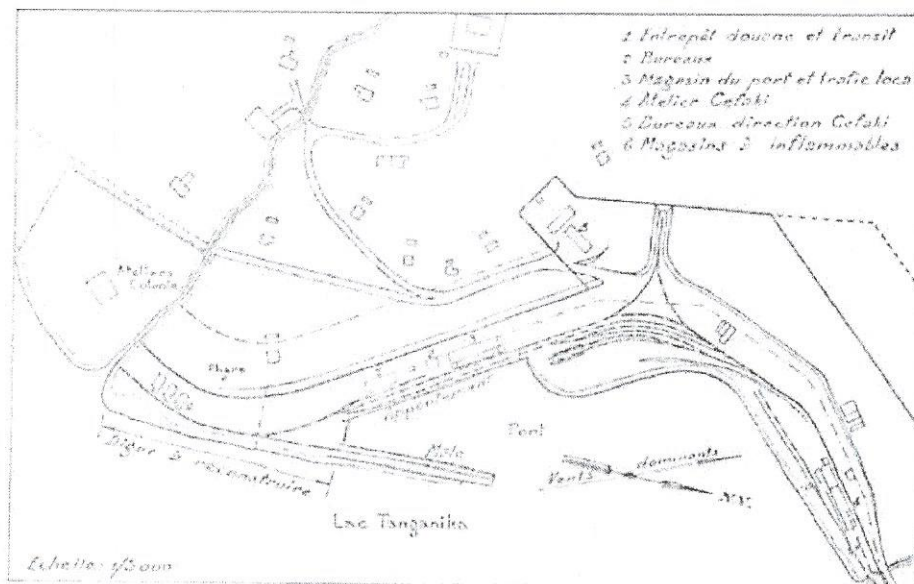 1 Entrepôt douane et transit
2 Bureaux
3 Magasin du port et trafic loca
4 Atelier Cefaki
5 Bureaux direction Cefaki
6 Magasins à inflammables
Ateliers
Colonie
Phare
Port
Môle
Digue à reconstruire
Vents dominants
Lac Tanganika
Echelle: 1/5000